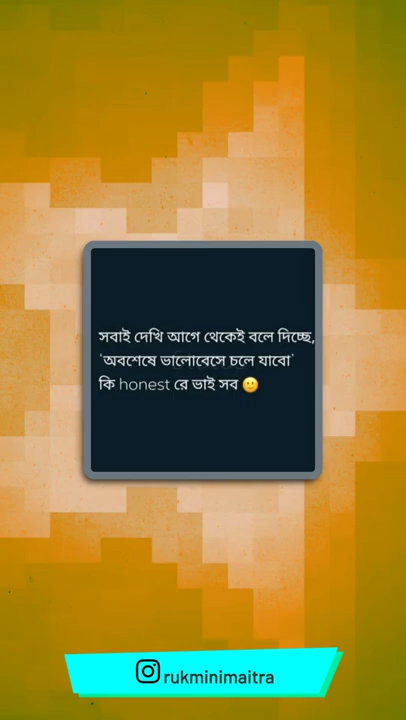 সবাই দেখি আগে থেকেই বলে দিচ্ছে,
'অবশেষে ভালোবেসে চলে যাবো'
কি honest রে ভাই সব 🙂
rukminimaitra